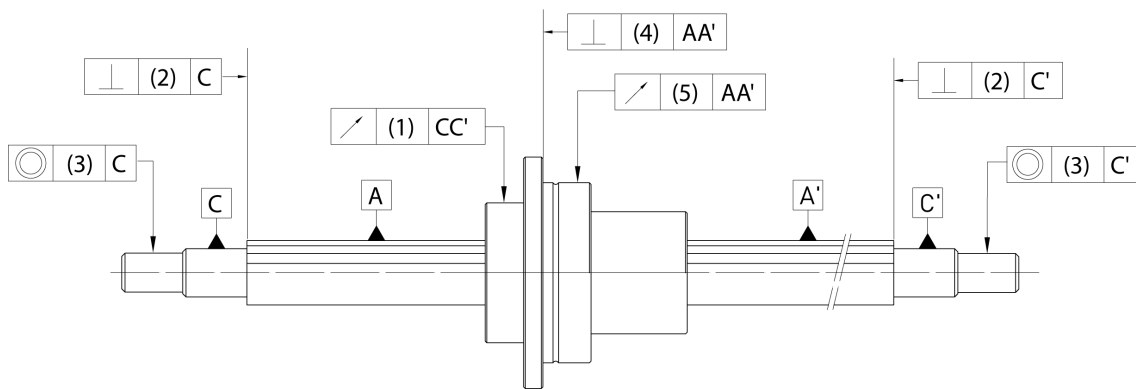 ⊥ (4) AA'
⊥ (2) C
↗ (5) AA'
⊥ (2) C'
↗ (1) CC'
◎ (3) C
◎ (3) C'
C
A
A'
C'